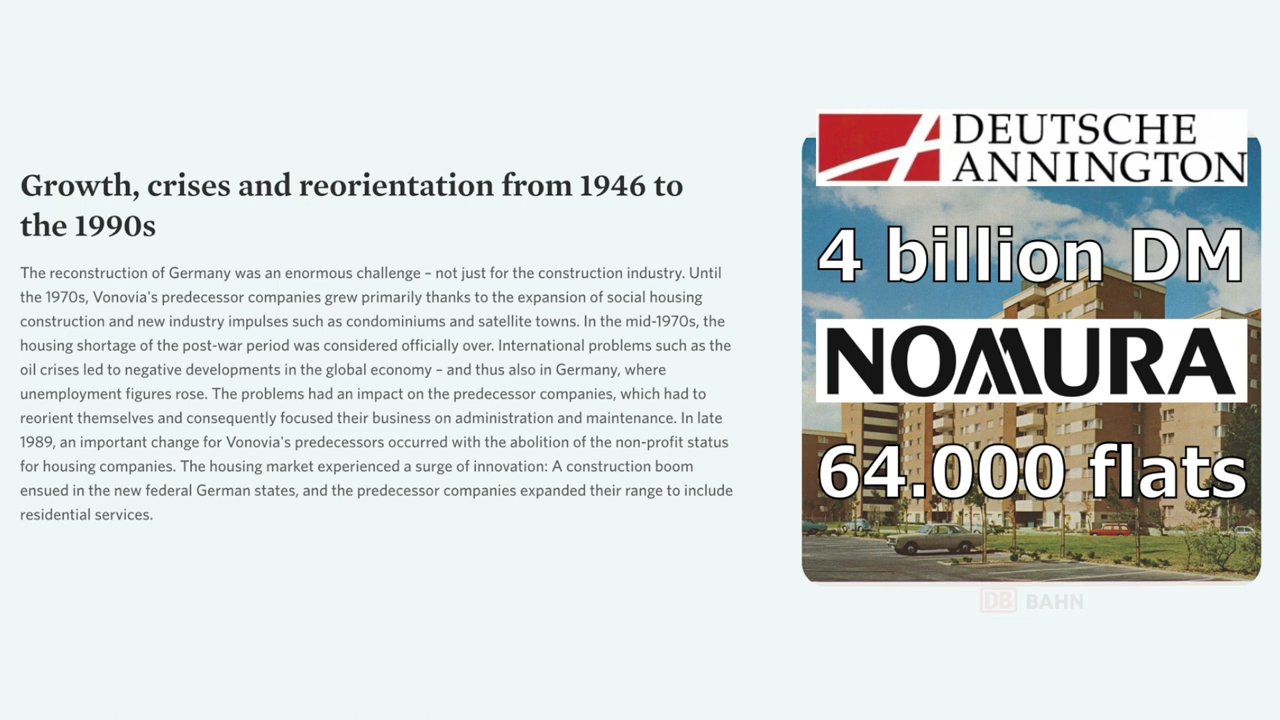 Growth, crises and reorientation from 1946 to
the 1990s
The reconstruction of Germany was an enormous challenge – not just for the construction industry. Until
the 1970s, Vonovia's predecessor companies grew primarily thanks to the expansion of social housing
construction and new industry impulses such as condominiums and satellite towns. In the mid-1970s, the
housing shortage of the post-war period was considered officially over. International problems such as the
oil crises led to negative developments in the global economy – and thus also in Germany, where
unemployment figures rose. The problems had an impact on the predecessor companies, which had to
reorient themselves and consequently focused their business on administration and maintenance. In late
1989, an important change for Vonovia's predecessors occurred with the abolition of the non-profit status
for housing companies. The housing market experienced a surge of innovation: A construction boom
ensued in the new federal German states, and the predecessor companies expanded their range to include
residential services.
DEUTSCHE
ANNINGTON
4 billion DM
NOMURA
64.000 flats
DB BAHN